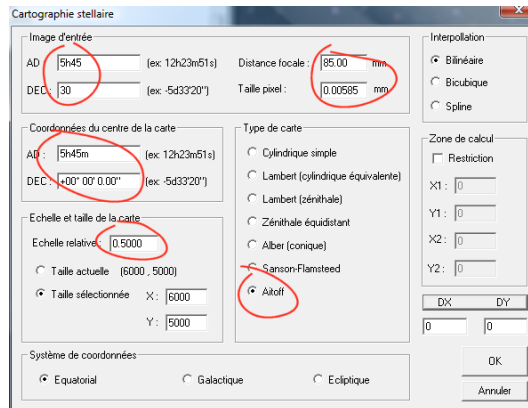 Cartographie stellaire
Image d'entrée
AD : 5h45 (ex: 12h23m51s)
DEC : 30 (ex: -5d33'20'')
Distance focale : 85.00 mm
Taille pixel : 0.00585 mm
Interpolation
Bilinéaire
Bicubique
Spline
Coordonnées du centre de la carte
AD : 5h45m (ex: 12h23m51s)
DEC : +00° 00' 0.00'' (ex: -5d33'20'')
Type de carte
Cylindrique simple
Lambert (cylindrique équivalente)
Lambert (zénithale)
Zénithale équidistant
Alber (conique)
Sanson-Flamsteed
Aitoff
Zone de calcul
Restriction
X1 : 0
Y1 : 0
X2 : 0
Y2 : 0
Echelle et taille de la carte
Echelle relative : 0.5000
Taille actuelle (6000 , 5000)
Taille sélectionnée X : 6000
Y : 5000
DX DY
0 0
Système de coordonnées
Equatorial Galactique Ecliptique
OK
Annuler